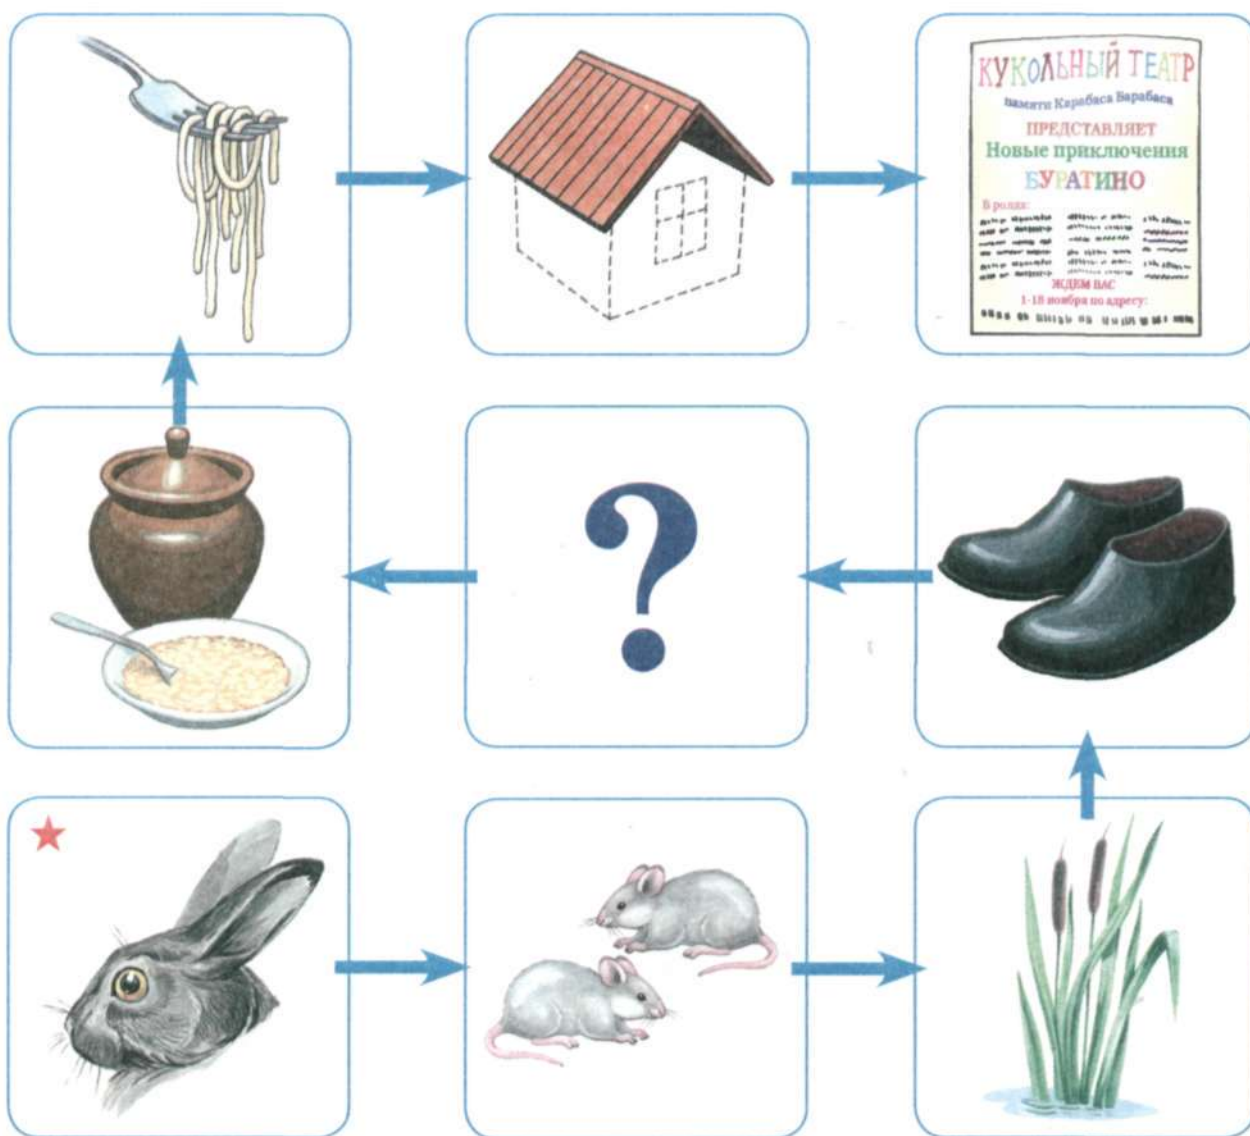 КУКОЛЬНЫЙ ТЕАТР
памяти Карабаса Барабаса
ПРЕДСТАВЛЯЕТ
Новые приключения
БУРАТИНО
В ролях:
ЖДЕМ ВАС
1-18 ноября по адресу:
?